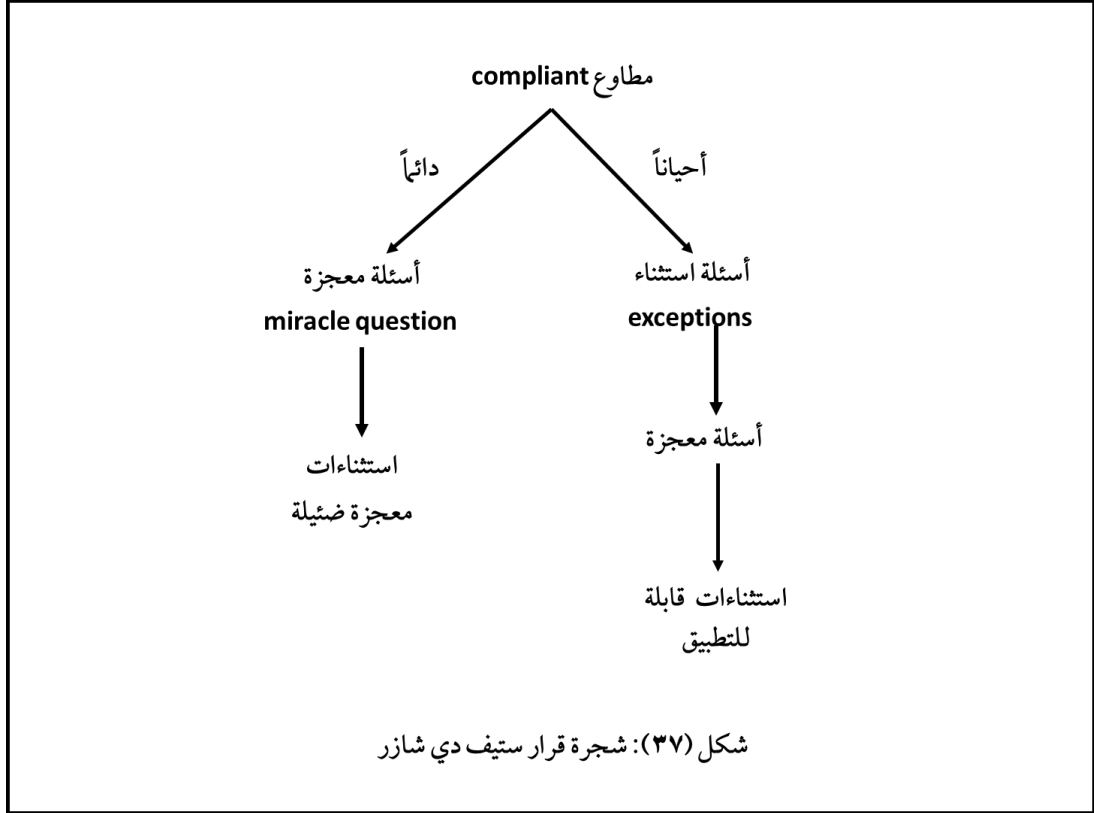 مطاوع compliant
أحياناً
دائماً
أسئلة استثناء
exceptions
أسئلة معجزة
miracle question
أسئلة معجزة
استثناءات
معجزة ضئيلة
استثناءات قابلة
للتطبيق
شكل (٣٧): شجرة قرار ستيف دي شازر